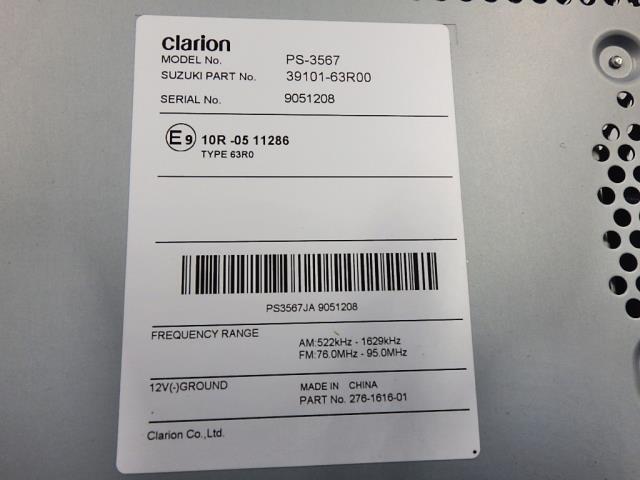 clarion
MODEL No. PS-3567
SUZUKI PART No. 39101-63R00
SERIAL No. 9051208
E9 10R -05 11286
TYPE 63R0
PS3567JA 9051208
FREQUENCY RANGE
AM:522kHz - 1629kHz
FM:76.0MHz - 95.0MHz
12V(-)GROUND MADE IN CHINA
PART No. 276-1616-01
Clarion Co.,Ltd.